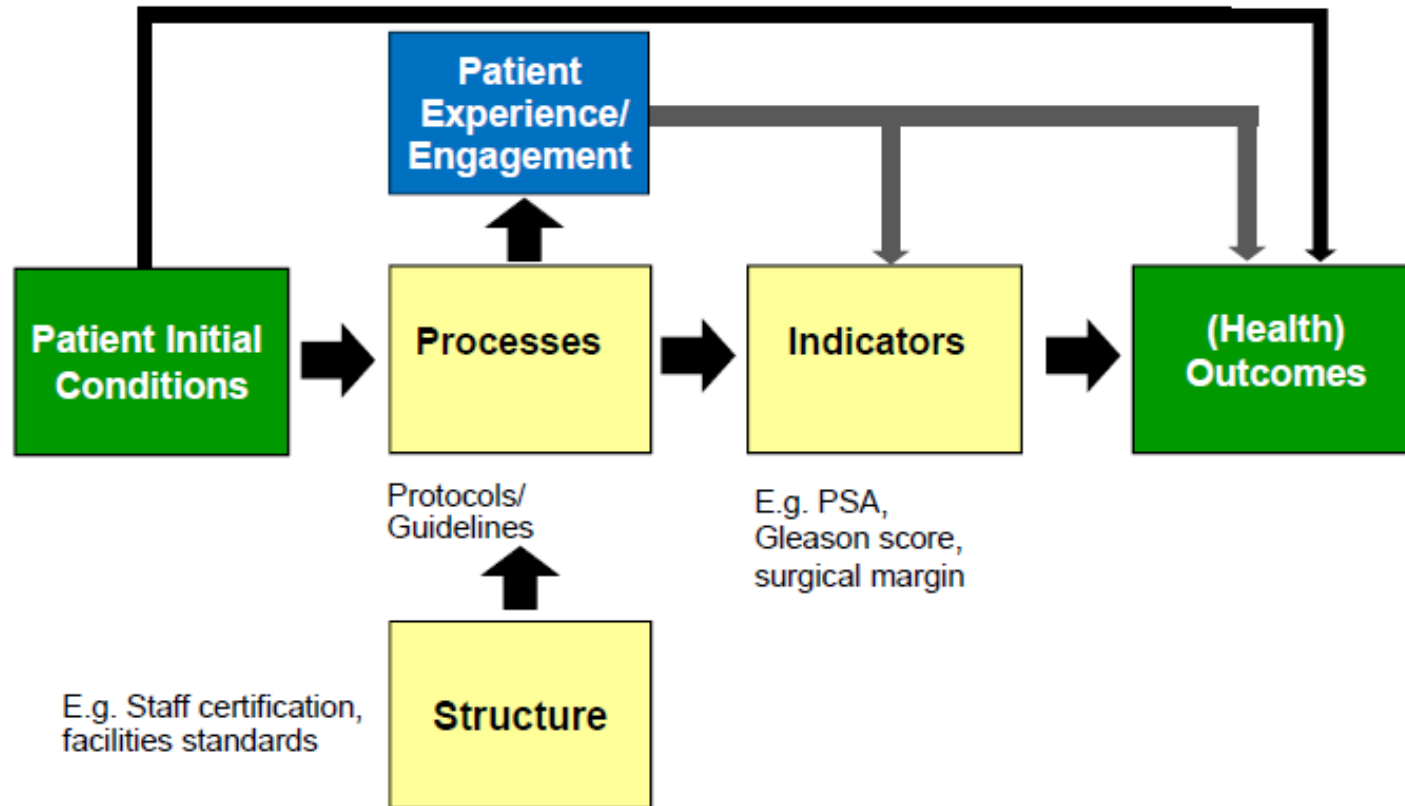 Patient
Experience/
Engagement
Patient Initial
Conditions
Processes
Indicators
(Health)
Outcomes
Protocols/
Guidelines
E.g. PSA,
Gleason score,
surgical margin
E.g. Staff certification,
facilities standards
Structure